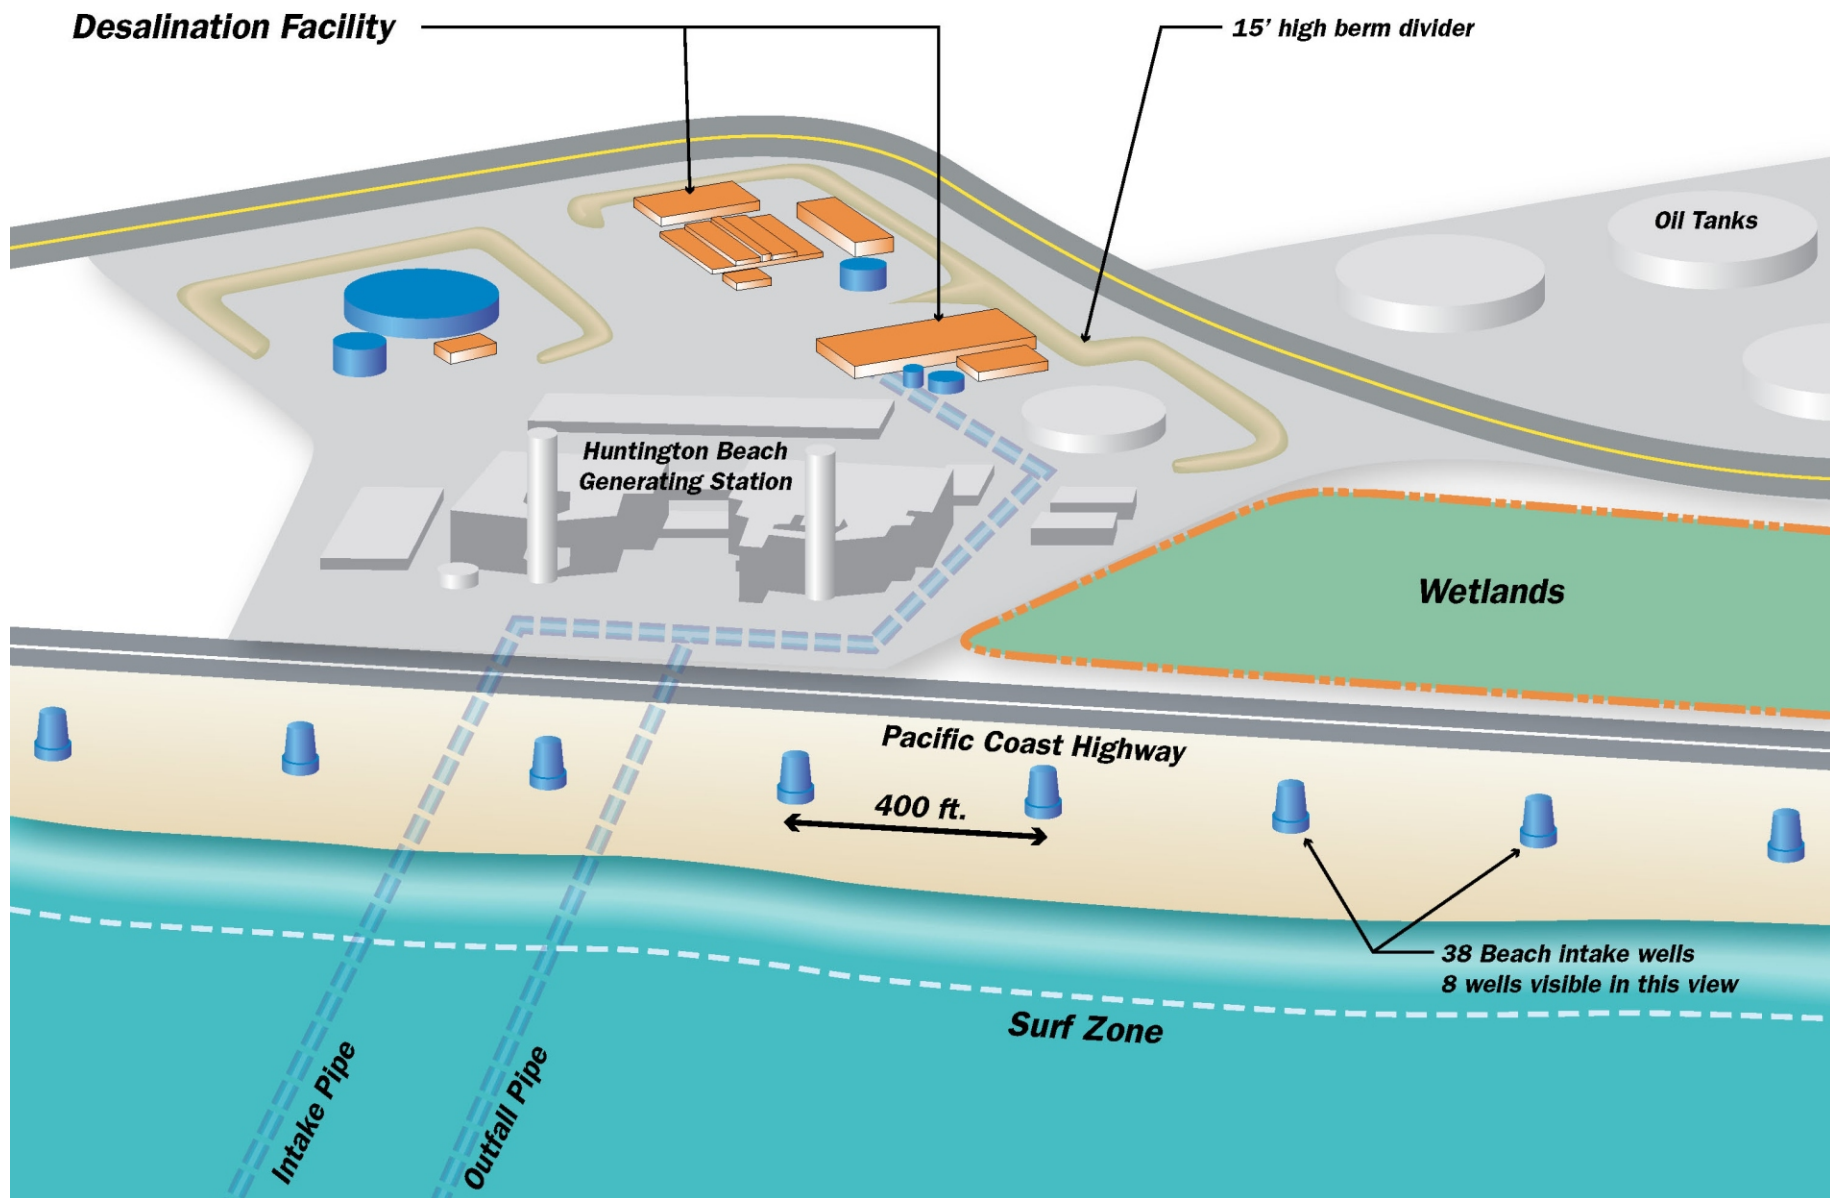 Desalination Facility
15’ high berm divider
Oil Tanks
Huntington Beach
Generating Station
Wetlands
Pacific Coast Highway
400 ft.
38 Beach intake wells
8 wells visible in this view
Surf Zone
Intake Pipe
Outfall Pipe